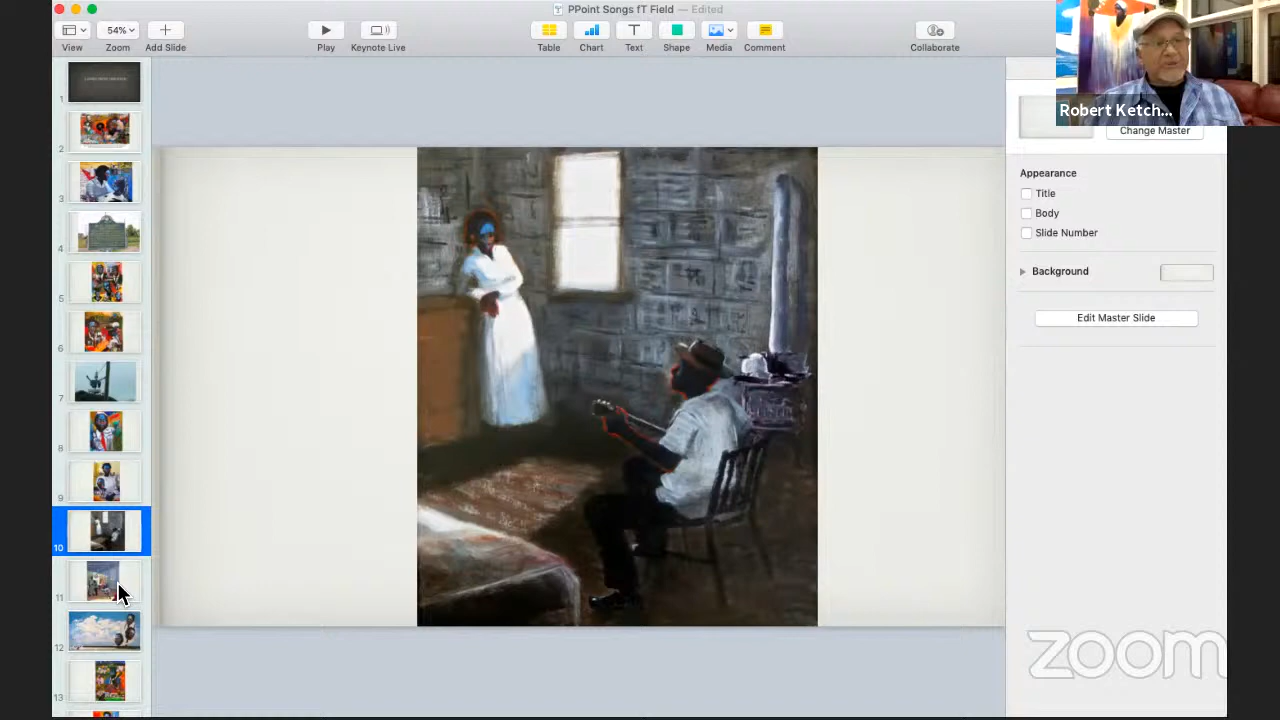 PPoint Songs fT Field — Edited
54%
View
Zoom
Add Slide
Play
Keynote Live
Table
Chart
Text
Shape
Media
Comment
Collaborate
Robert Ketch...
Change Master
Appearance
Title
Body
Slide Number
Background
Edit Master Slide
1
2
3
4
5
6
7
8
9
10
11
12
13
zoom